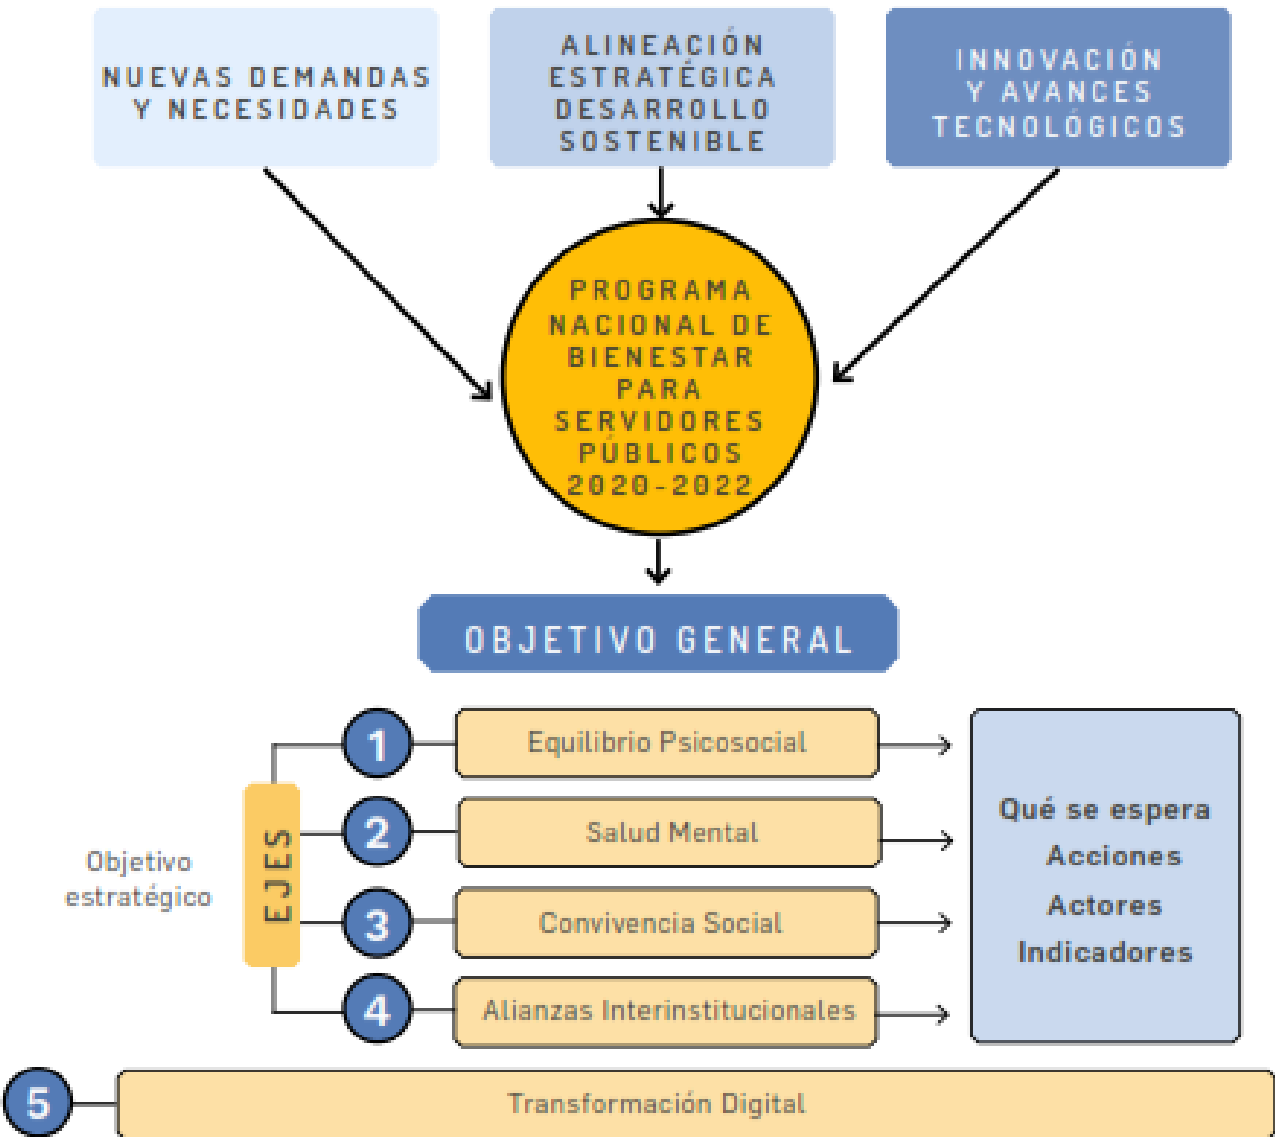 NUEVAS DEMANDAS
Y NECESIDADES
ALINEACIÓN
ESTRATÉGICA
DESARROLLO
SOSTENIBLE
INNOVACIÓN
Y AVANCES
TECNOLÓGICOS
PROGRAMA
NACIONAL DE
BIENESTAR
PARA
SERVIDORES
PÚBLICOS
2020-2022
OBJETIVO GENERAL
Objetivo
estratégico
EJES
1
Equilibrio Psicosocial
2
Salud Mental
3
Convivencia Social
4
Alianzas Interinstitucionales
Qué se espera
Acciones
Actores
Indicadores
5
Transformación Digital